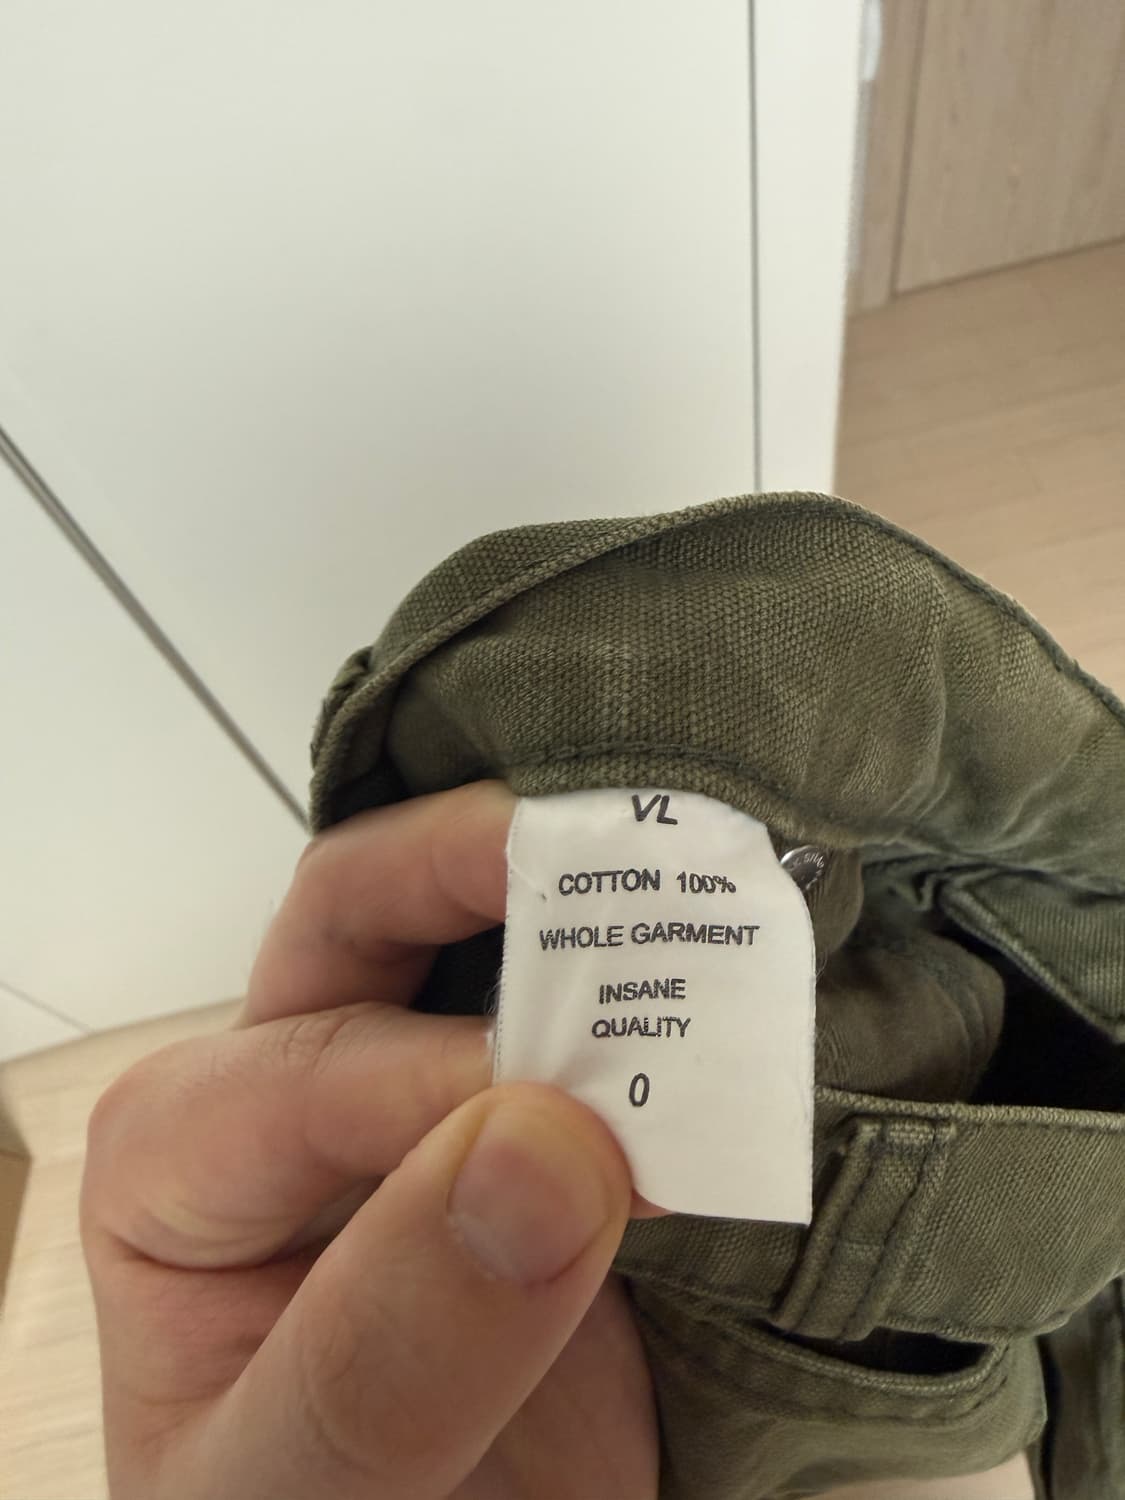 VL
COTTON 100%
WHOLE GARMENT
INSANE
QUALITY
0